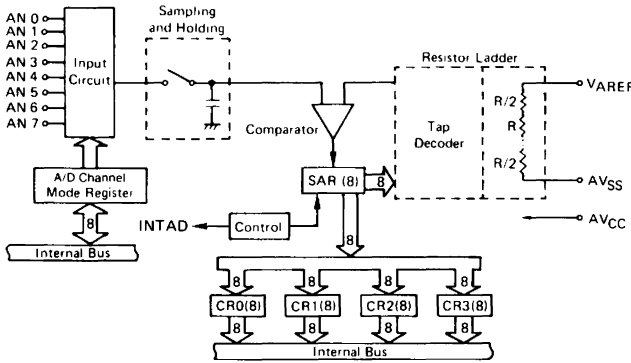 AN 0
AN 1
AN 2
AN 3
AN 4
AN 5
AN 6
AN 7
Input
Circuit
Sampling
and Holding
Comparator
Resistor Ladder
Tap
Decoder
R/2
R
R/2
VAREF
AVSS
AVCC
A/D Channel
Mode Register
8
Internal Bus
INTAD
Control
SAR (8)
8
8
8
8
8
8
CR0(8)
CR1(8)
CR2(8)
CR3(8)
8
8
8
8
Internal Bus